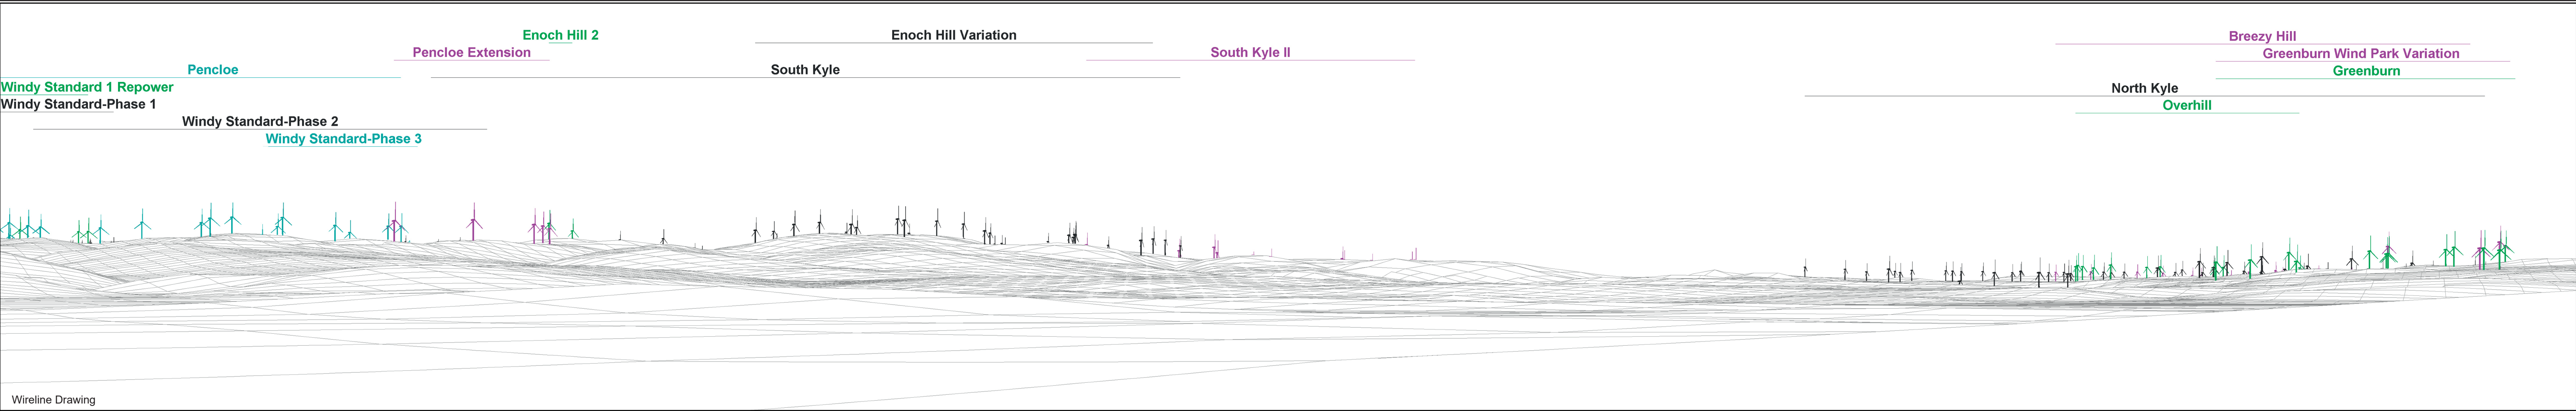 Enoch Hill 2
Enoch Hill Variation
Breezy Hill
Pencloe Extension
South Kyle II
Greenburn Wind Park Variation
Pencloe
South Kyle
Greenburn
Windy Standard 1 Repower
North Kyle
Windy Standard-Phase 1
Overhill
Windy Standard-Phase 2
Windy Standard-Phase 3
Wireline Drawing